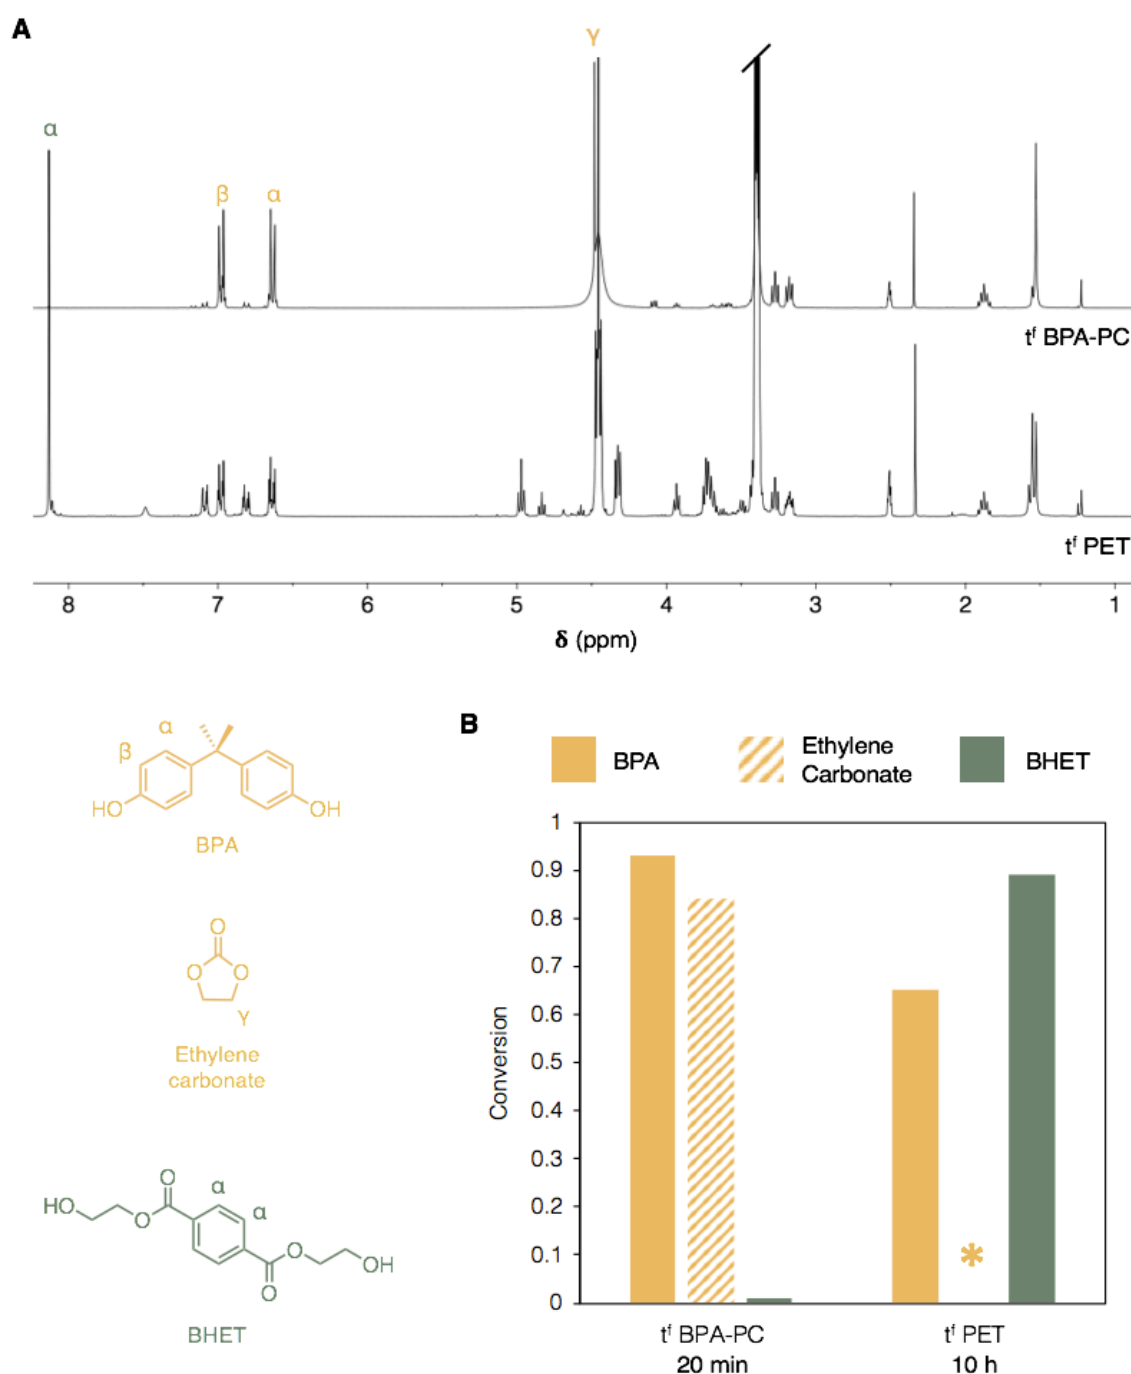 A
γ
α
β α
tᶠ BPA-PC
tᶠ PET
8 7 6 5 4 3 2 1
δ (ppm)
α
β
HO OH
BPA
O
O O
γ
Ethylene
carbonate
O
HO α
O α
O
OH
O
BHET
B
BPA
Ethylene
Carbonate
BHET
Conversion
1
0.9
0.8
0.7
0.6
0.5
0.4
0.3
0.2
0.1
0
*
tᶠ BPA-PC tᶠ PET
20 min 10 h